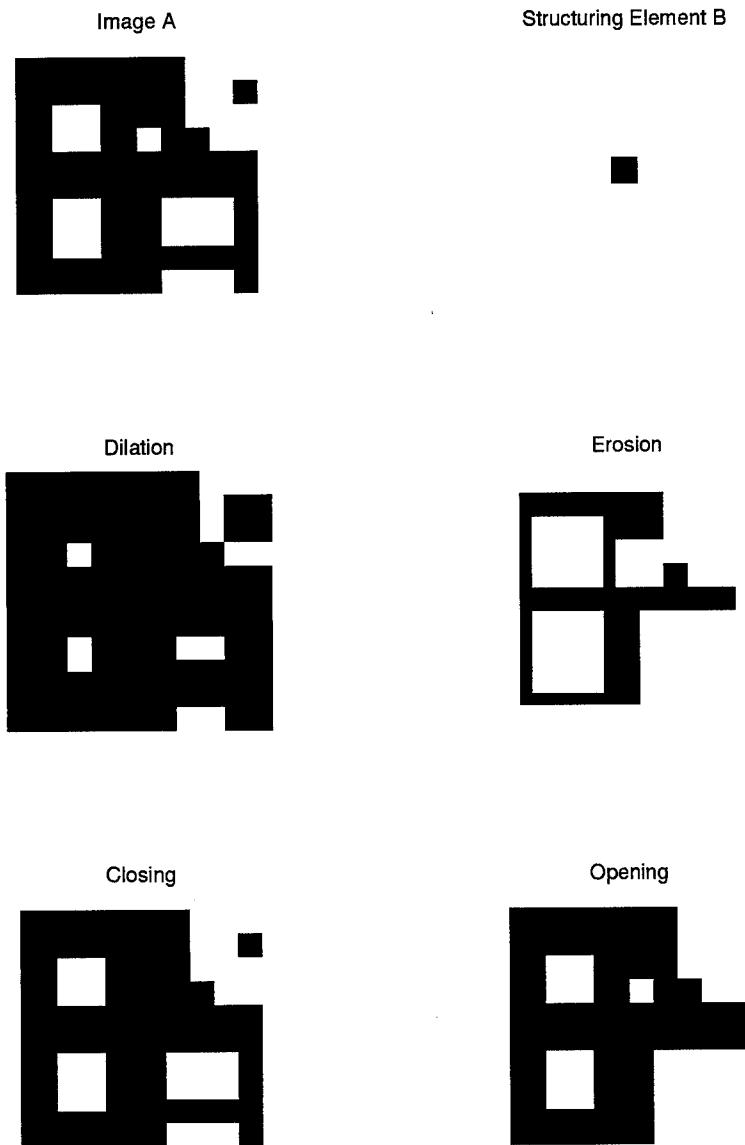 Image A
Structuring Element B
Dilation
Erosion
Closing
Opening